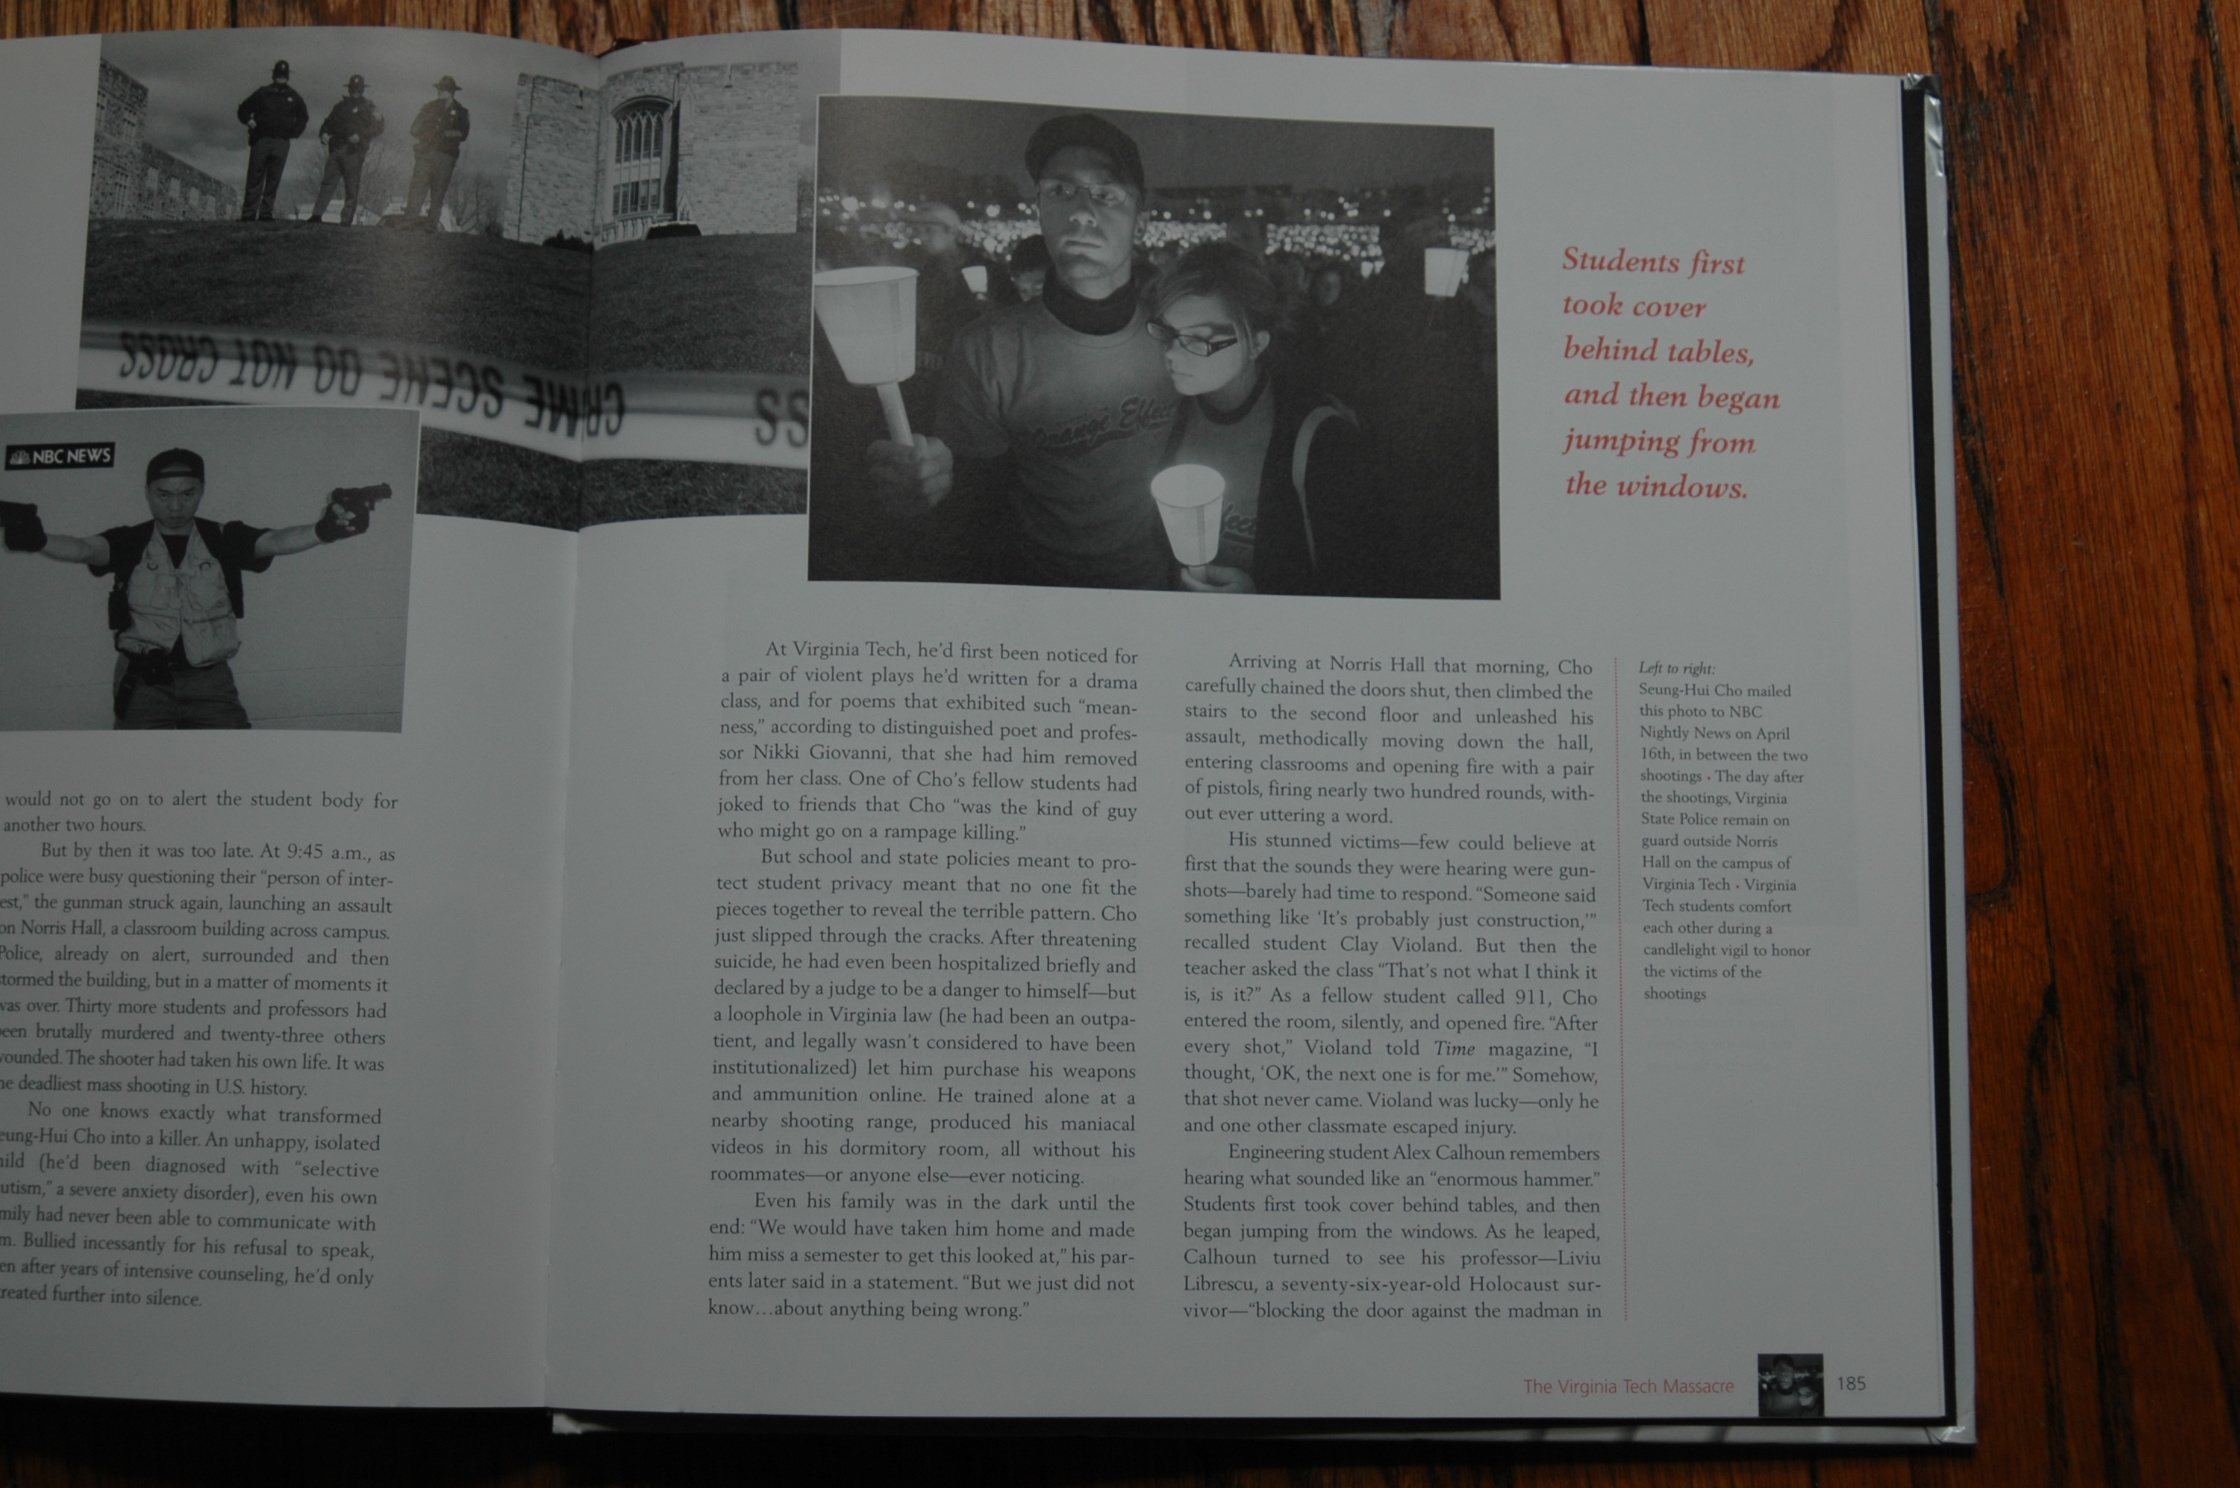 CRIME SCENE DO NOT CROSS
SS
NBC NEWS
would not go on to alert the student body for
another two hours.
But by then it was too late. At 9:45 a.m., as
police were busy questioning their “person of inter-
est,” the gunman struck again, launching an assault
on Norris Hall, a classroom building across campus.
Police, already on alert, surrounded and then
stormed the building, but in a matter of moments it
was over. Thirty more students and professors had
been brutally murdered and twenty-three others
wounded. The shooter had taken his own life. It was
he deadliest mass shooting in U.S. history.
No one knows exactly what transformed
eung-Hui Cho into a killer. An unhappy, isolated
hild (he’d been diagnosed with “selective
utism,” a severe anxiety disorder), even his own
mily had never been able to communicate with
m. Bullied incessantly for his refusal to speak,
en after years of intensive counseling, he’d only
reated further into silence.
Students first
took cover
behind tables,
and then began
jumping from
the windows.
At Virginia Tech, he’d first been noticed for
a pair of violent plays he’d written for a drama
class, and for poems that exhibited such “mean-
ness,” according to distinguished poet and profes-
sor Nikki Giovanni, that she had him removed
from her class. One of Cho’s fellow students had
joked to friends that Cho “was the kind of guy
who might go on a rampage killing.”
But school and state policies meant to pro-
tect student privacy meant that no one fit the
pieces together to reveal the terrible pattern. Cho
just slipped through the cracks. After threatening
suicide, he had even been hospitalized briefly and
declared by a judge to be a danger to himself—but
a loophole in Virginia law (he had been an outpa-
tient, and legally wasn’t considered to have been
institutionalized) let him purchase his weapons
and ammunition online. He trained alone at a
nearby shooting range, produced his maniacal
videos in his dormitory room, all without his
roommates—or anyone else—ever noticing.
Even his family was in the dark until the
end: “We would have taken him home and made
him miss a semester to get this looked at,” his par-
ents later said in a statement. “But we just did not
know…about anything being wrong.”
Arriving at Norris Hall that morning, Cho
carefully chained the doors shut, then climbed the
stairs to the second floor and unleashed his
assault, methodically moving down the hall,
entering classrooms and opening fire with a pair
of pistols, firing nearly two hundred rounds, with-
out ever uttering a word.
His stunned victims—few could believe at
first that the sounds they were hearing were gun-
shots—barely had time to respond. “Someone said
something like ‘It’s probably just construction,’”
recalled student Clay Violand. But then the
teacher asked the class “That’s not what I think it
is, is it?” As a fellow student called 911, Cho
entered the room, silently, and opened fire. “After
every shot,” Violand told Time magazine, “I
thought, ‘OK, the next one is for me.’” Somehow,
that shot never came. Violand was lucky—only he
and one other classmate escaped injury.
Engineering student Alex Calhoun remembers
hearing what sounded like an “enormous hammer.”
Students first took cover behind tables, and then
began jumping from the windows. As he leaped,
Calhoun turned to see his professor—Liviu
Librescu, a seventy-six-year-old Holocaust sur-
vivor—“blocking the door against the madman in
Left to right:
Seung-Hui Cho mailed
this photo to NBC
Nightly News on April
16th, in between the two
shootings • The day after
the shootings, Virginia
State Police remain on
guard outside Norris
Hall on the campus of
Virginia Tech • Virginia
Tech students comfort
each other during a
candlelight vigil to honor
the victims of the
shootings
The Virginia Tech Massacre
185